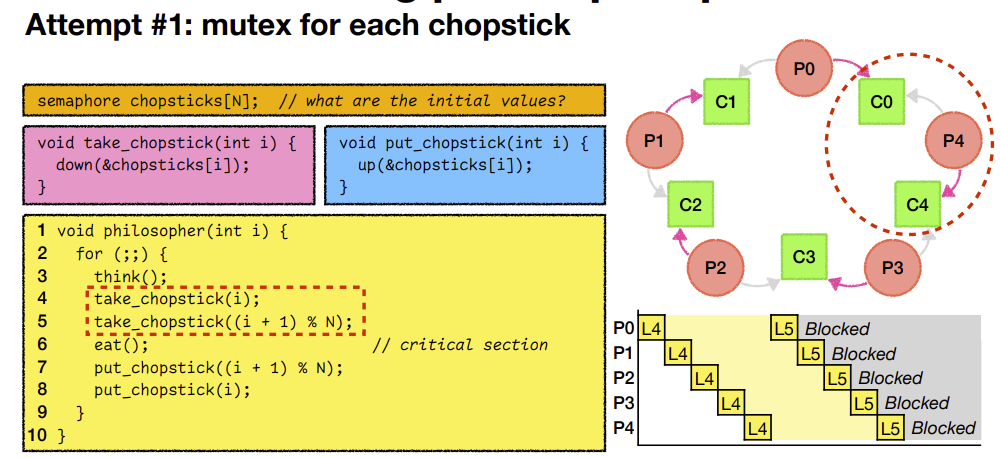 Attempt #1: mutex for each chopstick
semaphore chopsticks[N];  // what are the initial values?
void take_chopstick(int i) {
  down(&chopsticks[i]);
}
void put_chopstick(int i) {
  up(&chopsticks[i]);
}
1 void philosopher(int i) {
2   for (;;) {
3     think();
4     take_chopstick(i);
5     take_chopstick((i + 1) % N);
6     eat();                        // critical section
7     put_chopstick((i + 1) % N);
8     put_chopstick(i);
9   }
10 }
P0
C1
C0
P1
P4
C2
C4
C3
P2
P3
P0 L4 L5 Blocked
P1 L4 L5 Blocked
P2 L4 L5 Blocked
P3 L4 L5 Blocked
P4 L4 L5 Blocked